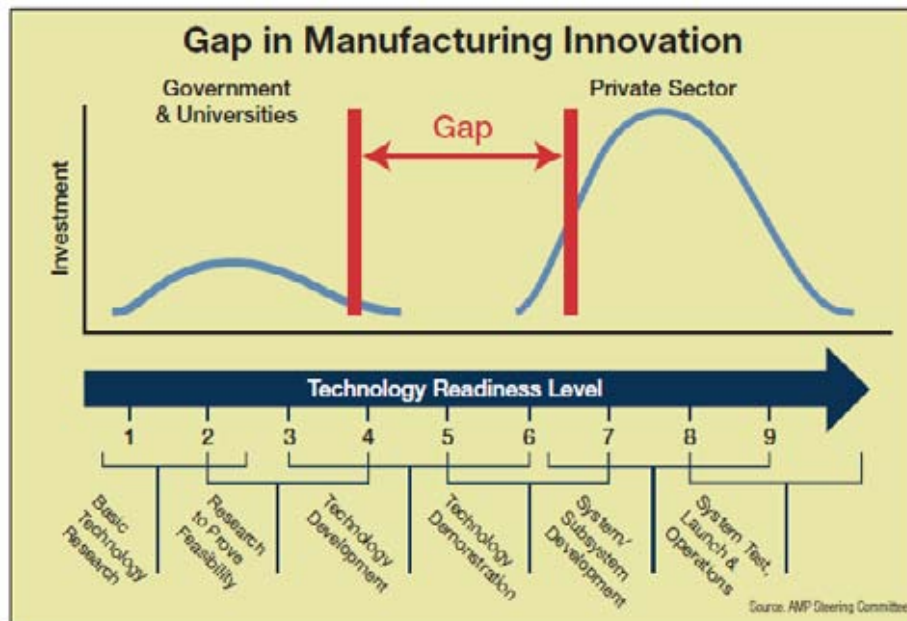 Gap in Manufacturing Innovation
Government
& Universities
Private Sector
Gap
Investment
Technology Readiness Level
1 2 3 4 5 6 7 8 9
Basic
Technology
Research
Research
to Prove
Feasibility
Technology
Development
Technology
Demonstration
System/
Subsystem
Development
System Test,
Launch &
Operations
Source. AMP Steering Committee